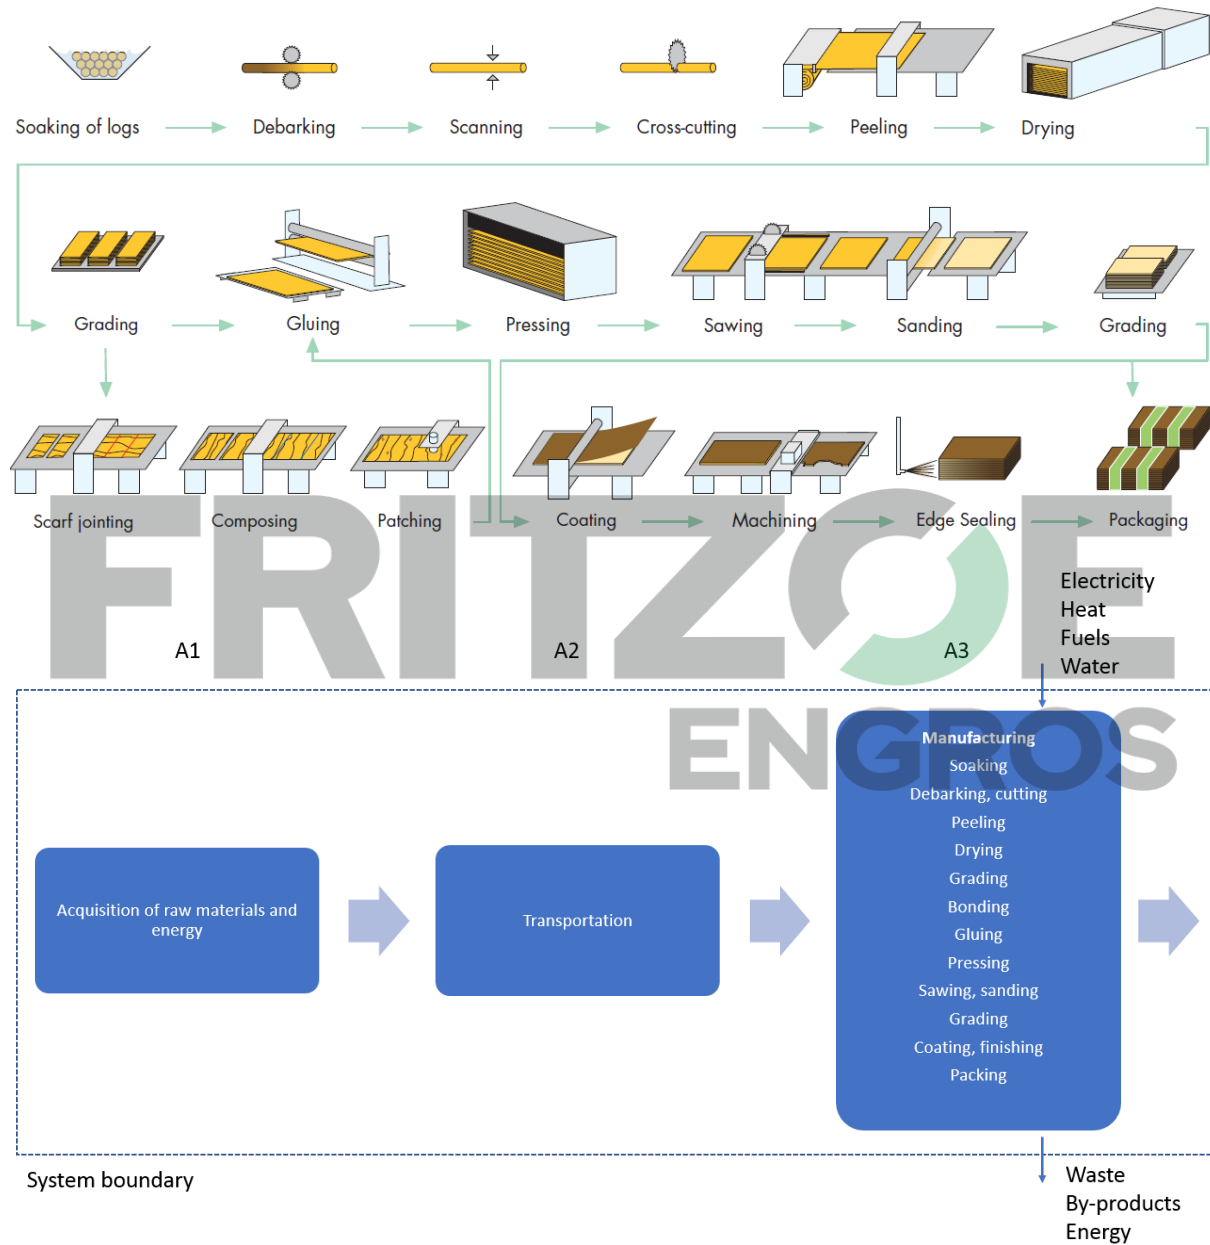 Soaking of logs
Debarking
Scanning
Cross-cutting
Peeling
Drying
Grading
Gluing
Pressing
Sawing
Sanding
Grading
Scarf jointing
Composing
Patching
Coating
Machining
Edge Sealing
Packaging
FRITZOE
ENGROS
Electricity
Heat
Fuels
Water
A1
A2
A3
Acquisition of raw materials and
energy
Transportation
Manufacturing
Soaking
Debarking, cutting
Peeling
Drying
Grading
Bonding
Gluing
Pressing
Sawing, sanding
Grading
Coating, finishing
Packing
System boundary
Waste
By-products
Energy